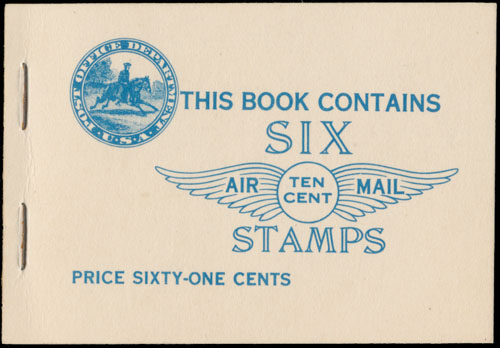 POST OFFICE DEPARTMENT
U.S.A.
THIS BOOK CONTAINS
SIX
AIR TEN CENT MAIL
STAMPS
PRICE SIXTY-ONE CENTS